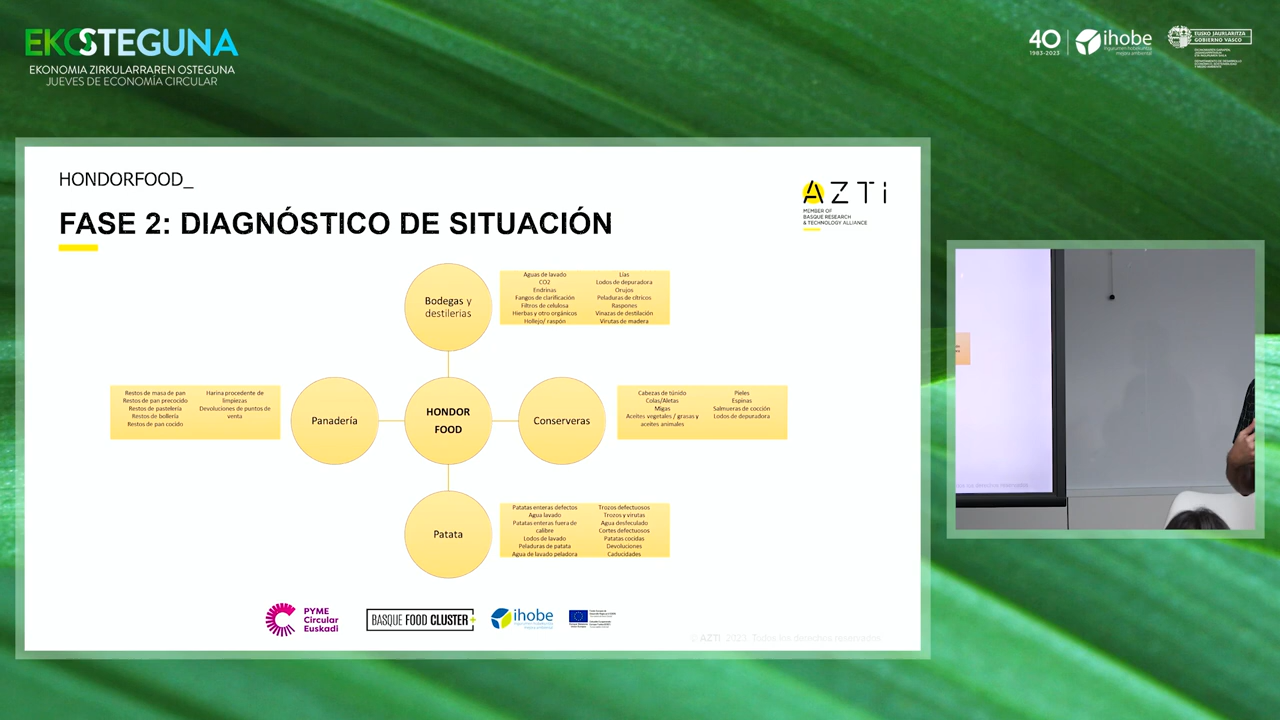 EKOSTEGUNA
EKONOMIA ZIRKULARRAREN OSTEGUNA
JUEVES DE ECONOMÍA CIRCULAR
40
1983-2023
ihobe
EUSKO JAURLARITZA
GOBIERNO VASCO
HONDORFOOD_
FASE 2: DIAGNÓSTICO DE SITUACIÓN
AZTi
MEMBER OF
BASQUE RESEARCH
& TECHNOLOGY ALLIANCE
Bodegas y
destilerias
Aguas de lavado
CO2
Endrinas
Fangos de clarificación
Filtros de celulosa
Hierbas y otro orgánicos
Hollejo/ raspón
Lías
Lodos de depuradora
Orujos
Peladuras de cítricos
Raspones
Vinazas de destilación
Virutas de madera
Restos de masa de pan
Restos de pan precocido
Restos de pastelería
Restos de bollería
Restos de pan cocido
Harina procedente de
limpiezas
Devoluciones de puntos de
venta
Panadería
HONDOR
FOOD
Conserveras
Cabezas de túnido
Colas/Aletas
Migas
Aceites vegetales / grasas y
aceites animales
Pieles
Espinas
Salmueras de cocción
Lodos de depuradora
Patata
Patatas enteras defectos
Agua lavado
Patatas enteras fuera de
calibre
Lodos de lavado
Peladuras de patata
Agua de lavado peladora
Trozos defectuosos
Trozos y virutas
Agua desfeculado
Cortes defectuosos
Patatas cocidas
Devoluciones
Caducidades
PYME
Circular
Euskadi
BASQUE FOOD CLUSTER+
ihobe
© AZTI. 2022. Todos los derechos reservados